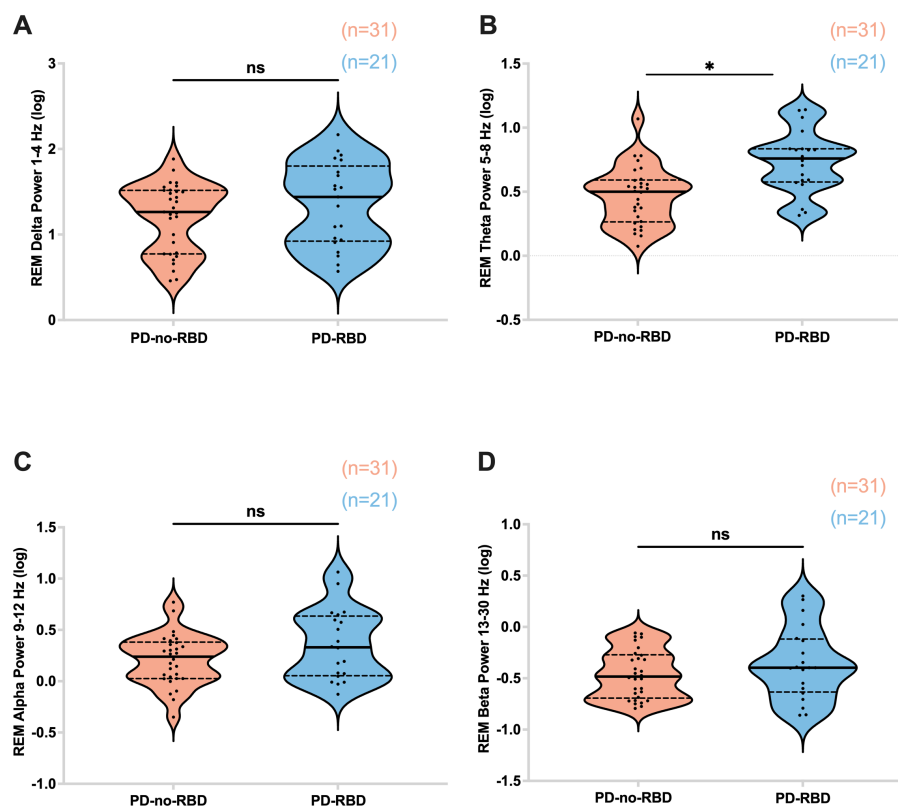 A
(n=31)
(n=21)
ns
REM Delta Power 1-4 Hz (log)
3
2
1
0
PD-no-RBD PD-RBD
B
(n=31)
(n=21)
*
REM Theta Power 5-8 Hz (log)
1.5
1.0
0.5
0.0
-0.5
PD-no-RBD PD-RBD
C
(n=31)
(n=21)
ns
REM Alpha Power 9-12 Hz (log)
1.5
1.0
0.5
0.0
-0.5
-1.0
PD-no-RBD PD-RBD
D
(n=31)
(n=21)
ns
REM Beta Power 13-30 Hz (log)
1.0
0.5
0.0
-0.5
-1.0
-1.5
PD-no-RBD PD-RBD